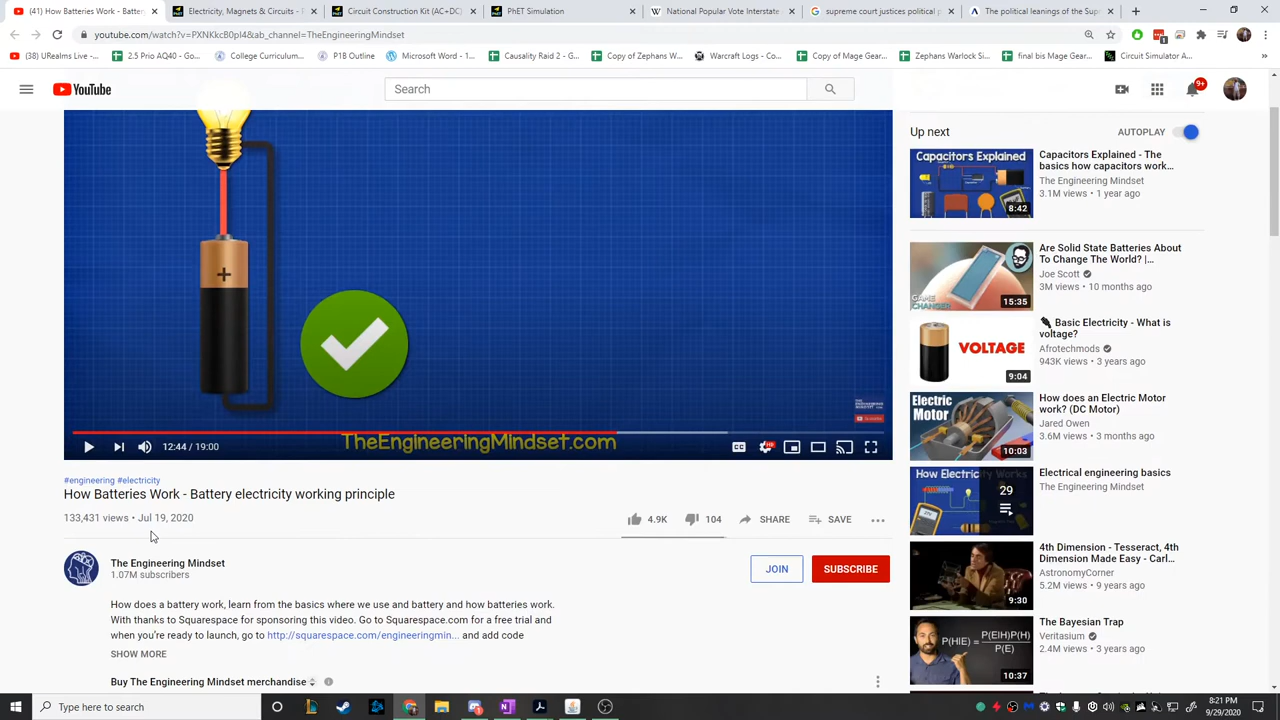 (41) How Batteries Work - Batter
Electricity, Magnets & Circuits - I
Circuit Construction Kit (AC+DC)
PhET Simulation
National Popular Vote Interstate
supreme court political leanings
The political leanings of the Sup
youtube.com/watch?v=PXNKkcB0pI4&ab_channel=TheEngineeringMindset
(38) URealms Live -
2.5 Prio AQ40 - Go...
College Curriculum...
P1B Outline
Microsoft Word - 1...
Causality Raid 2 - G...
Copy of Zephans W...
Warcraft Logs - Co...
Copy of Mage Gear...
Zephans Warlock Si...
final bis Mage Gear...
Circuit Simulator A...
»
YouTube
Search
9+
+
TheEngineeringMindset.com
12:44 / 19:00
#engineering #electricity
How Batteries Work - Battery electricity working principle
133,431 views • Jul 19, 2020
4.9K
104
SHARE
SAVE
The Engineering Mindset
1.07M subscribers
JOIN
SUBSCRIBE
How does a battery work, learn from the basics where we use and battery and how batteries work.
With thanks to Squarespace for sponsoring this video. Go to Squarespace.com for a free trial and
when you're ready to launch, go to http://squarespace.com/engineeringmin... and add code
SHOW MORE
Buy The Engineering Mindset merchandise
Up next
AUTOPLAY
Capacitors Explained
8:42
Capacitors Explained - The
basics how capacitors work...
The Engineering Mindset
3.1M views • 1 year ago
GAME
CHANGER
15:35
Are Solid State Batteries About
To Change The World? |...
Joe Scott
3M views • 10 months ago
VOLTAGE
9:04
Basic Electricity - What is
voltage?
Afrotechmods
943K views • 3 years ago
Electric
Motor
10:03
How does an Electric Motor
work? (DC Motor)
Jared Owen
3.6M views • 3 months ago
How Electricity Works
29
Electrical engineering basics
The Engineering Mindset
9:30
4th Dimension - Tesseract, 4th
Dimension Made Easy - Carl...
AstronomyCorner
5.2M views • 9 years ago
P(H|E) = P(E|H)P(H)
P(E)
10:37
The Bayesian Trap
Veritasium
2.4M views • 3 years ago
Type here to search
8:21 PM
9/29/2020